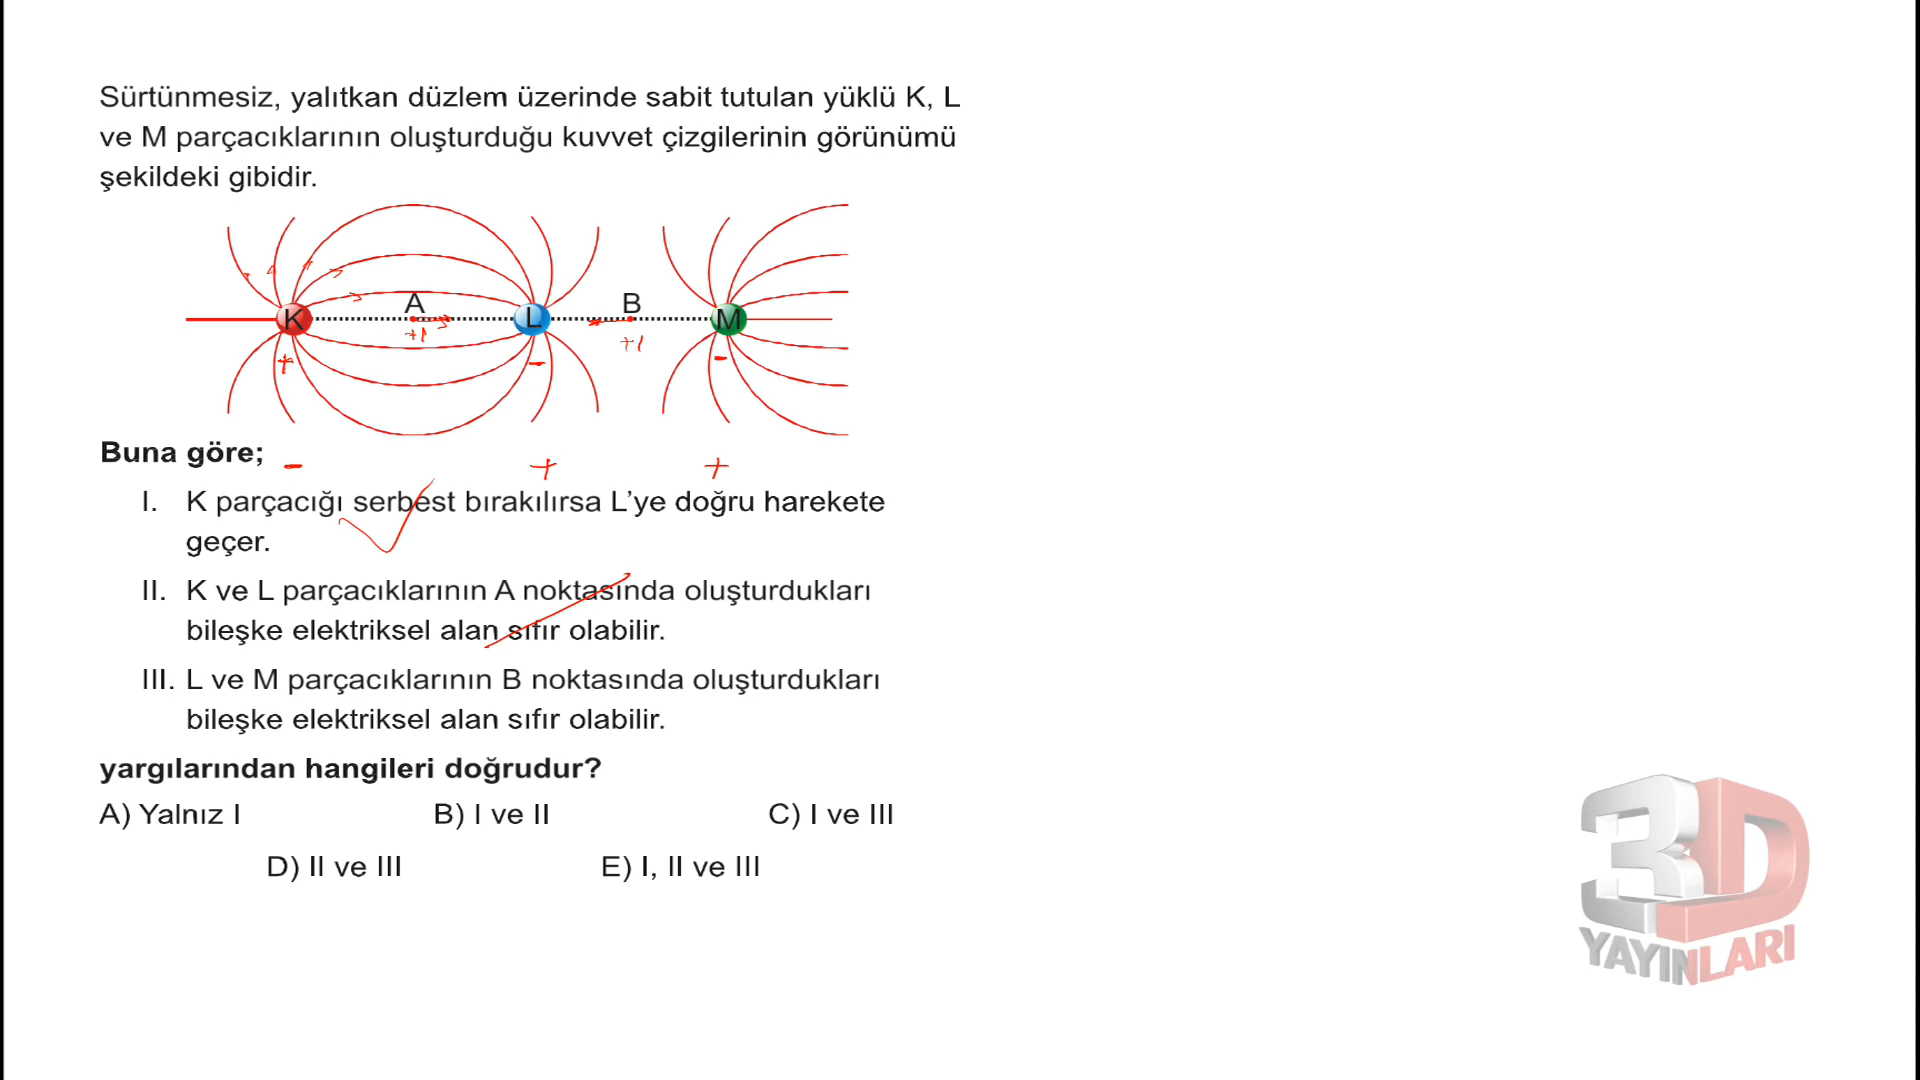 Sürtünmesiz, yalıtkan düzlem üzerinde sabit tutulan yüklü K, L
ve M parçacıklarının oluşturduğu kuvvet çizgilerinin görünümü
şekildeki gibidir.
K A L B M
+1 +1
+ - -
Buna göre;
- + +
I. K parçacığı serbest bırakılırsa L'ye doğru harekete
geçer.
II. K ve L parçacıklarının A noktasında oluşturdukları
bileşke elektriksel alan sıfır olabilir.
III. L ve M parçacıklarının B noktasında oluşturdukları
bileşke elektriksel alan sıfır olabilir.
yargılarından hangileri doğrudur?
A) Yalnız I B) I ve II C) I ve III
D) II ve III E) I, II ve III
3D
YAYINLARI